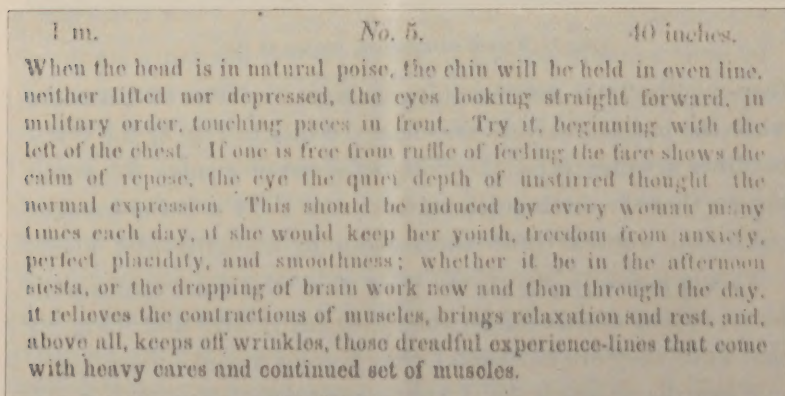 1 m. No. 5. 40 inches.
When the head is in natural poise, the chin will be held in even line,
neither lifted nor depressed, the eyes looking straight forward, in
military order, touching paces in front. Try it, beginning with the
left of the chest. If one is free from ruffle of feeling the face shows the
calm of repose, the eye the quiet depth of unstirred thought the
normal expression. This should be induced by every woman many
times each day, if she would keep her youth, freedom from anxiety,
perfect placidity, and smoothness; whether it be in the afternoon
siesta, or the dropping of brain work now and then through the day,
it relieves the contractions of muscles, brings relaxation and rest, and,
above all, keeps off wrinkles, those dreadful experience-lines that come
with heavy cares and continued set of muscles.